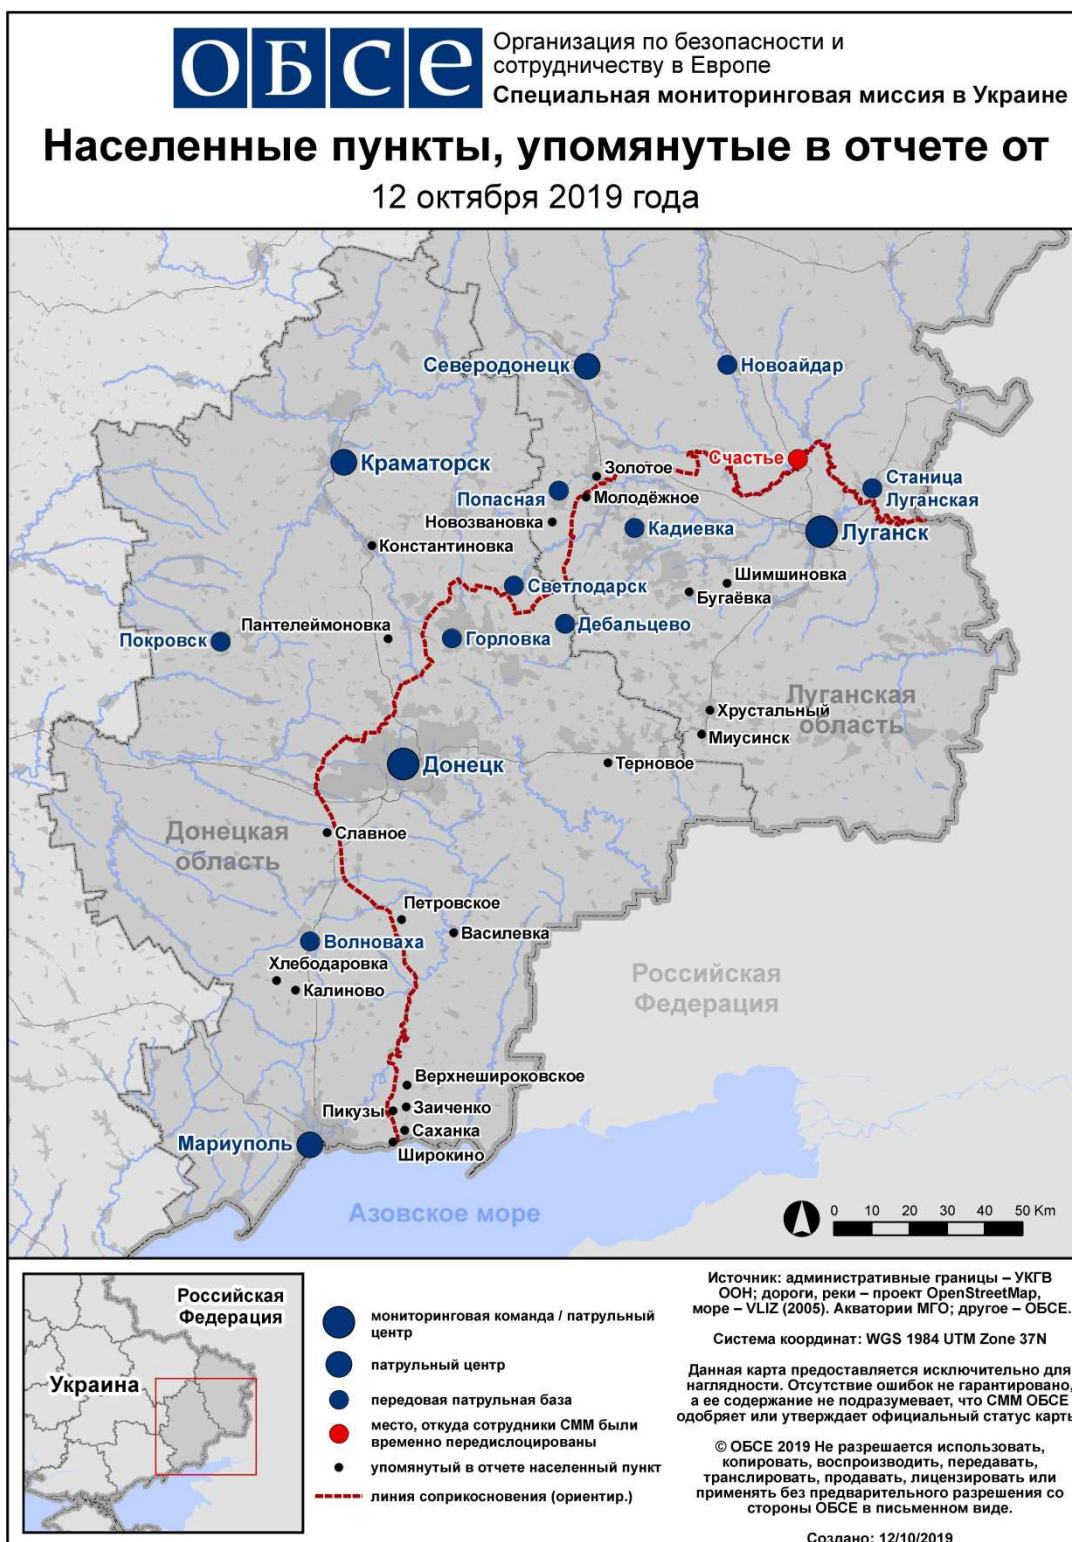 ОБСЕ
Организация по безопасности и
сотрудничеству в Европе
Специальная мониторинговая миссия в Украине
Населенные пункты, упомянутые в отчете от
12 октября 2019 года
Северодонецк
Новоайдар
Краматорск
Счастье
Золотое
Станица
Луганская
Попасная
Молодёжное
Новозвановка
Кадиевка
Луганск
Константиновка
Шимшиновка
Светлодарск
Бугаёвка
Пантелеймоновка
Дебальцево
Покровск
Горловка
Луганская
область
Хрустальный
Миусинск
Донецк
Терновое
Донецкая
область
Славное
Петровское
Василевка
Волноваха
Хлебодаровка
Калиново
Российская
Федерация
Верхнешироковское
Пикузы
Заиченко
Саханка
Мариуполь
Широкино
Азовское море
0 10 20 30 40 50 Km
Российская
Федерация
Украина
мониторинговая команда / патрульный
центр
патрульный центр
передовая патрульная база
место, откуда сотрудники СММ были
временно передислоцированы
упомянутый в отчете населенный пункт
линия соприкосновения (ориентир.)
Источник: административные границы – УКГВ
ООН; дороги, реки – проект OpenStreetMap,
море – VLIZ (2005). Акватории МГО; другое – ОБСЕ.
Система координат: WGS 1984 UTM Zone 37N
Данная карта предоставляется исключительно для
наглядности. Отсутствие ошибок не гарантировано,
а ее содержание не подразумевает, что СММ ОБСЕ
одобряет или утверждает официальный статус карт
© ОБСЕ 2019 Не разрешается использовать,
копировать, воспроизводить, передавать,
транслировать, продавать, лицензировать или
применять без предварительного разрешения со
стороны ОБСЕ в письменном виде.
Создано: 12/10/2019